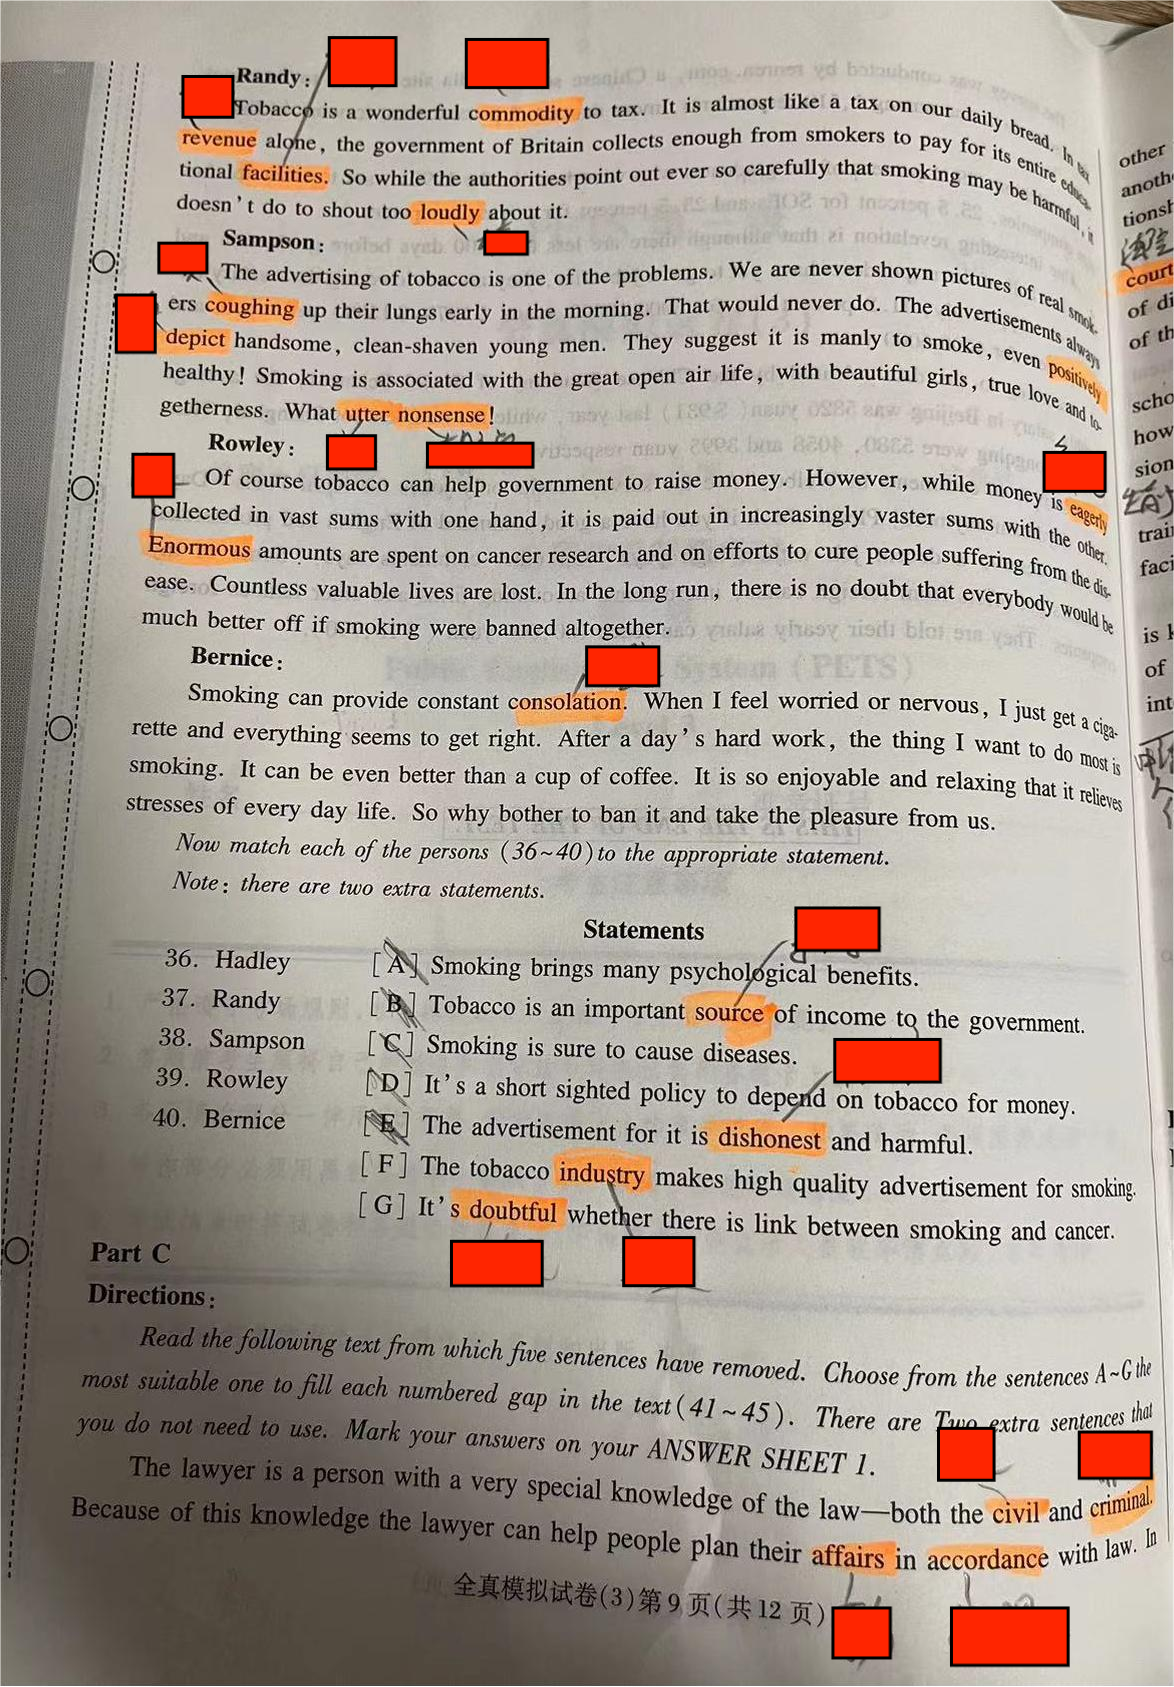 Randy:
Tobacco is a wonderful commodity to tax. It is almost like a tax on our daily bread. In tax
revenue alone, the government of Britain collects enough from smokers to pay for its entire educa-
tional facilities. So while the authorities point out ever so carefully that smoking may be harmful, it
doesn't do to shout too loudly about it.
Sampson:
The advertising of tobacco is one of the problems. We are never shown pictures of real smok-
ers coughing up their lungs early in the morning. That would never do. The advertisements always
depict handsome, clean-shaven young men. They suggest it is manly to smoke, even positively
healthy! Smoking is associated with the great open air life, with beautiful girls, true love and to-
getherness. What utter nonsense!
Rowley:
Of course tobacco can help government to raise money. However, while money is eagerly
collected in vast sums with one hand, it is paid out in increasingly vaster sums with the other.
Enormous amounts are spent on cancer research and on efforts to cure people suffering from the dis-
ease. Countless valuable lives are lost. In the long run, there is no doubt that everybody would be
much better off if smoking were banned altogether.
Bernice:
Smoking can provide constant consolation. When I feel worried or nervous, I just get a ciga-
rette and everything seems to get right. After a day's hard work, the thing I want to do most is
smoking. It can be even better than a cup of coffee. It is so enjoyable and relaxing that it relieves
stresses of every day life. So why bother to ban it and take the pleasure from us.
Now match each of the persons (36~40) to the appropriate statement.
Note: there are two extra statements.
Statements
36. Hadley [A] Smoking brings many psychological benefits.
37. Randy [B] Tobacco is an important source of income to the government.
38. Sampson [C] Smoking is sure to cause diseases.
39. Rowley [D] It's a short sighted policy to depend on tobacco for money.
40. Bernice [E] The advertisement for it is dishonest and harmful.
[F] The tobacco industry makes high quality advertisement for smoking.
[G] It's doubtful whether there is link between smoking and cancer.
Part C
Directions:
Read the following text from which five sentences have removed. Choose from the sentences A~G the
most suitable one to fill each numbered gap in the text (41~45). There are Two extra sentences that
you do not need to use. Mark your answers on your ANSWER SHEET 1.
The lawyer is a person with a very special knowledge of the law—both the civil and criminal.
Because of this knowledge the lawyer can help people plan their affairs in accordance with law. In
全真模拟试卷(3)第9页(共12页)
other
anoth
tionsh
court
of di
of th
scho
how
sion
trai
faci
is
of
int